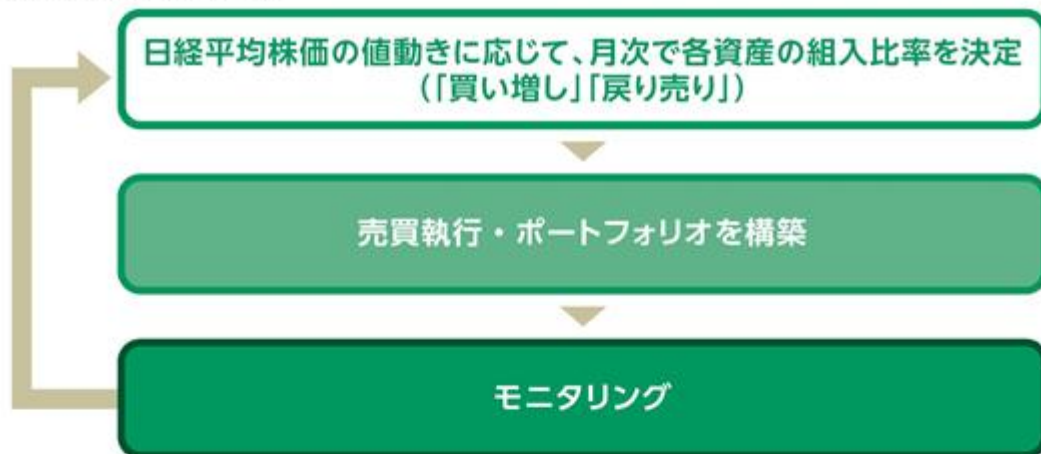 日経平均株価の値動きに応じて、月次で各資産の組入比率を決定
(「買い増し」「戻り売り」)
売買執行・ポートフォリオを構築
モニタリング